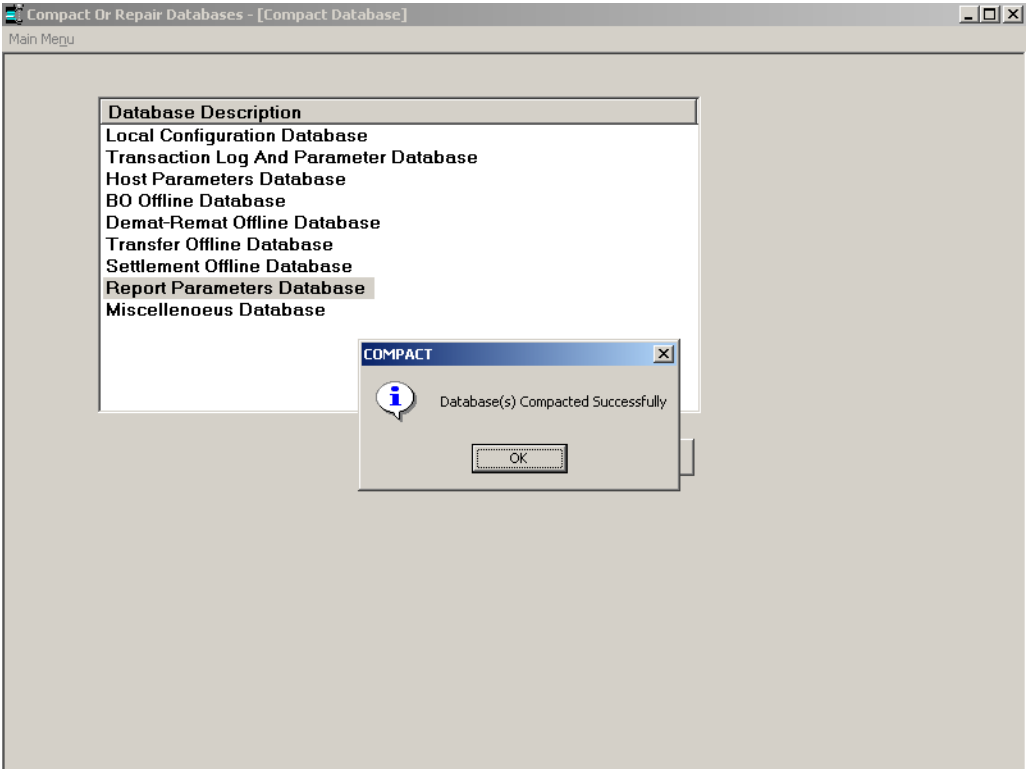 Compact Or Repair Databases - [Compact Database]
Main Menu
Database Description
Local Configuration Database
Transaction Log And Parameter Database
Host Parameters Database
BO Offline Database
Demat-Remat Offline Database
Transfer Offline Database
Settlement Offline Database
Report Parameters Database
Miscellenoeus Database
COMPACT
Database(s) Compacted Successfully
OK